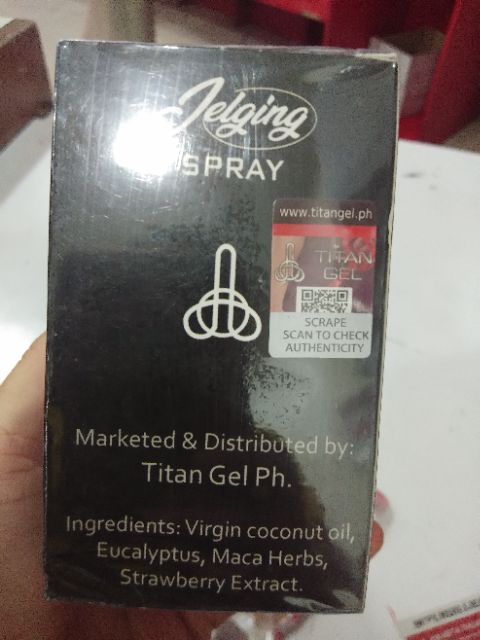 Jelqing
SPRAY
www.titangel.ph
TITAN
GEL
SCRAPE
SCAN TO CHECK
AUTHENTICITY
Marketed & Distributed by:
Titan Gel Ph.
Ingredients: Virgin coconut oil,
Eucalyptus, Maca Herbs,
Strawberry Extract.